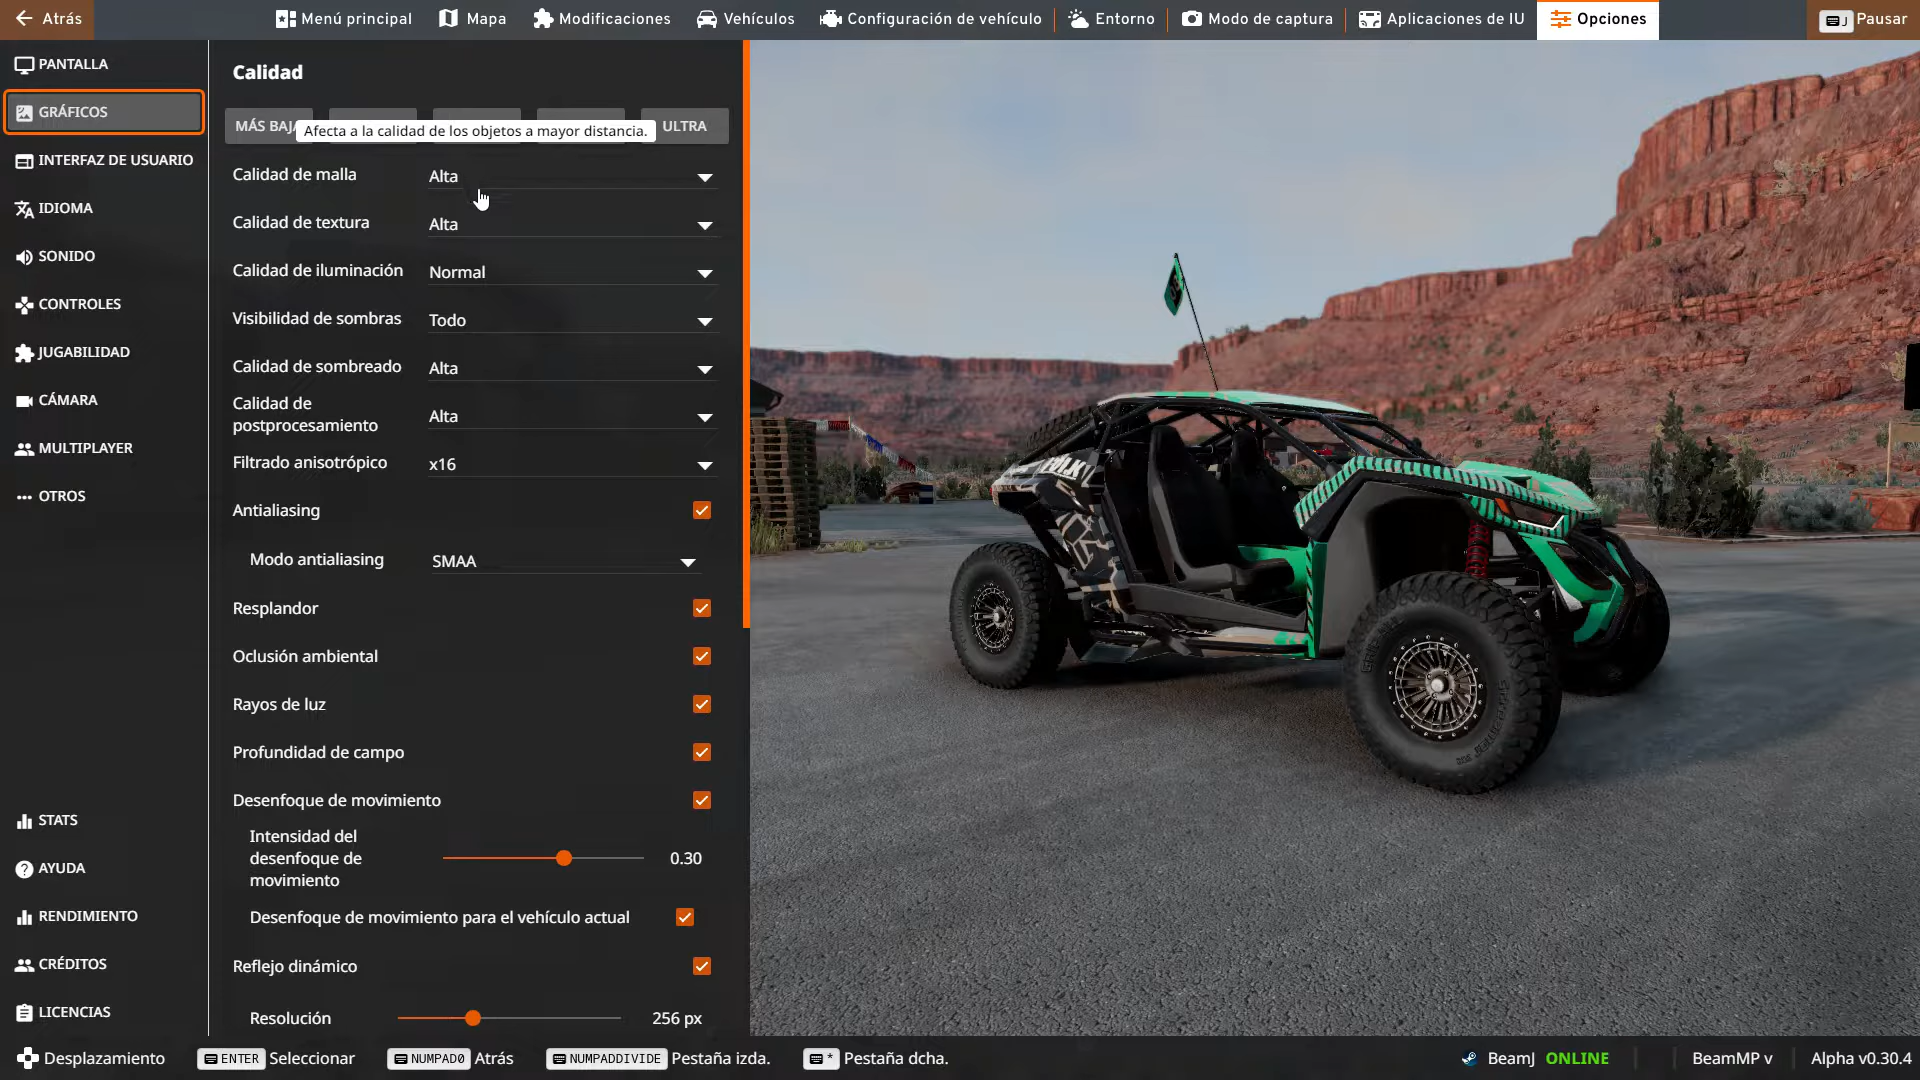 Atrás
Menú principal
Mapa
Modificaciones
Vehículos
Configuración de vehículo
Entorno
Modo de captura
Aplicaciones de IU
Opciones
J Pausar
PANTALLA
GRÁFICOS
INTERFAZ DE USUARIO
IDIOMA
SONIDO
CONTROLES
JUGABILIDAD
CÁMARA
MULTIPLAYER
OTROS
STATS
AYUDA
RENDIMIENTO
CRÉDITOS
LICENCIAS
Calidad
MÁS BAJA
Afecta a la calidad de los objetos a mayor distancia.
ULTRA
Calidad de malla Alta
Calidad de textura Alta
Calidad de iluminación Normal
Visibilidad de sombras Todo
Calidad de sombreado Alta
Calidad de
postprocesamiento Alta
Filtrado anisotrópico x16
Antialiasing
Modo antialiasing SMAA
Resplandor
Oclusión ambiental
Rayos de luz
Profundidad de campo
Desenfoque de movimiento
Intensidad del
desenfoque de 0.30
movimiento
Desenfoque de movimiento para el vehículo actual
Reflejo dinámico
Resolución 256 px
Desplazamiento
ENTER Seleccionar
NUMPAD0 Atrás
NUMPADDIVIDE Pestaña izda.
* Pestaña dcha.
BeamJ ONLINE
BeamMP v
Alpha v0.30.4